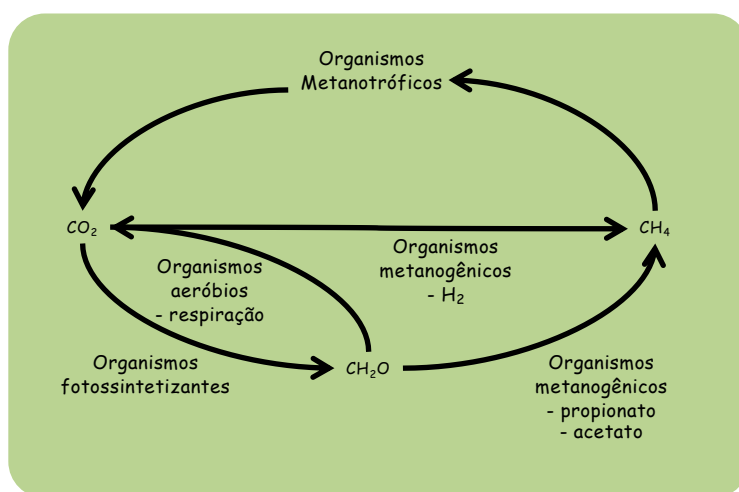 Organismos
Metanotróficos
CO₂
CH₄
Organismos
metanogênicos
- H₂
Organismos
aeróbios
- respiração
Organismos
fotossintetizantes
CH₂O
Organismos
metanogênicos
- propionato
- acetato